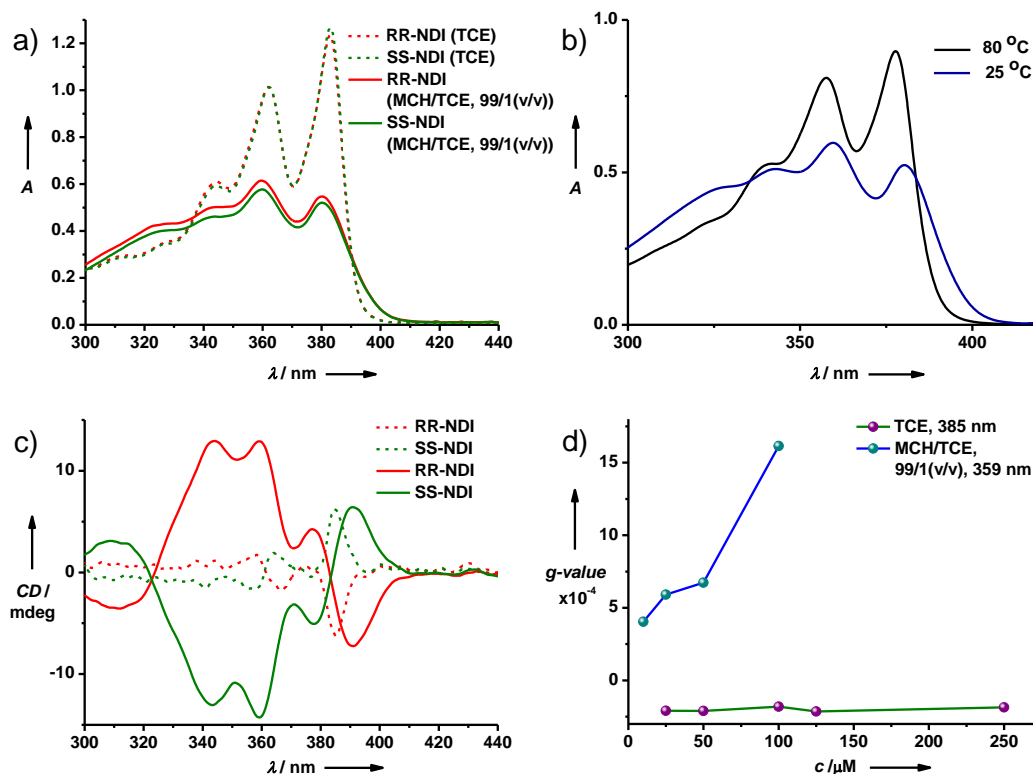 a)
RR-NDI (TCE)
SS-NDI (TCE)
RR-NDI
(MCH/TCE, 99/1(v/v))
SS-NDI
(MCH/TCE, 99/1(v/v))
1.2
0.9
0.6
0.4
0.2
0.0
A
300 320 340 360 380 400 420 440
λ / nm
b)
80 °C
25 °C
1.0
0.5
0.0
A
300 350 400
λ / nm
c)
RR-NDI
SS-NDI
RR-NDI
SS-NDI
10
0
-10
CD /
mdeg
300 320 340 360 380 400 420 440
λ / nm
d)
TCE, 385 nm
MCH/TCE,
99/1(v/v), 359 nm
15
10
5
0
g-value
x10-4
0 50 100 150 200 250
c /μM